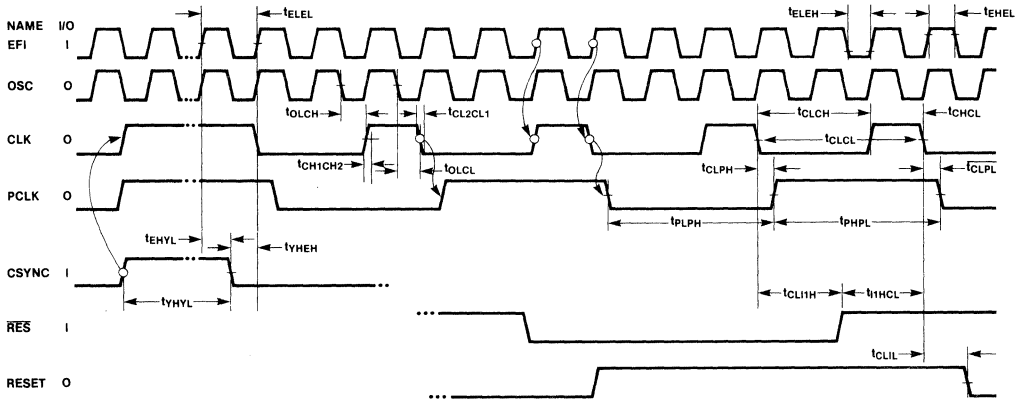 NAME I/O
EFI I
tELEL
tELEH
tEHEL
OSC O
tOLCH
tCL2CL1
tCLCH
tCHCL
CLK O
tCLCL
tCH1CH2
tOLCL
tCLPH
tCLPL
PCLK O
tPLPH
tPHPL
tEHYL
tYHEH
CSYNC I
tYHYL
tCLI1H
tI1HCL
RES I
tCLIL
RESET O